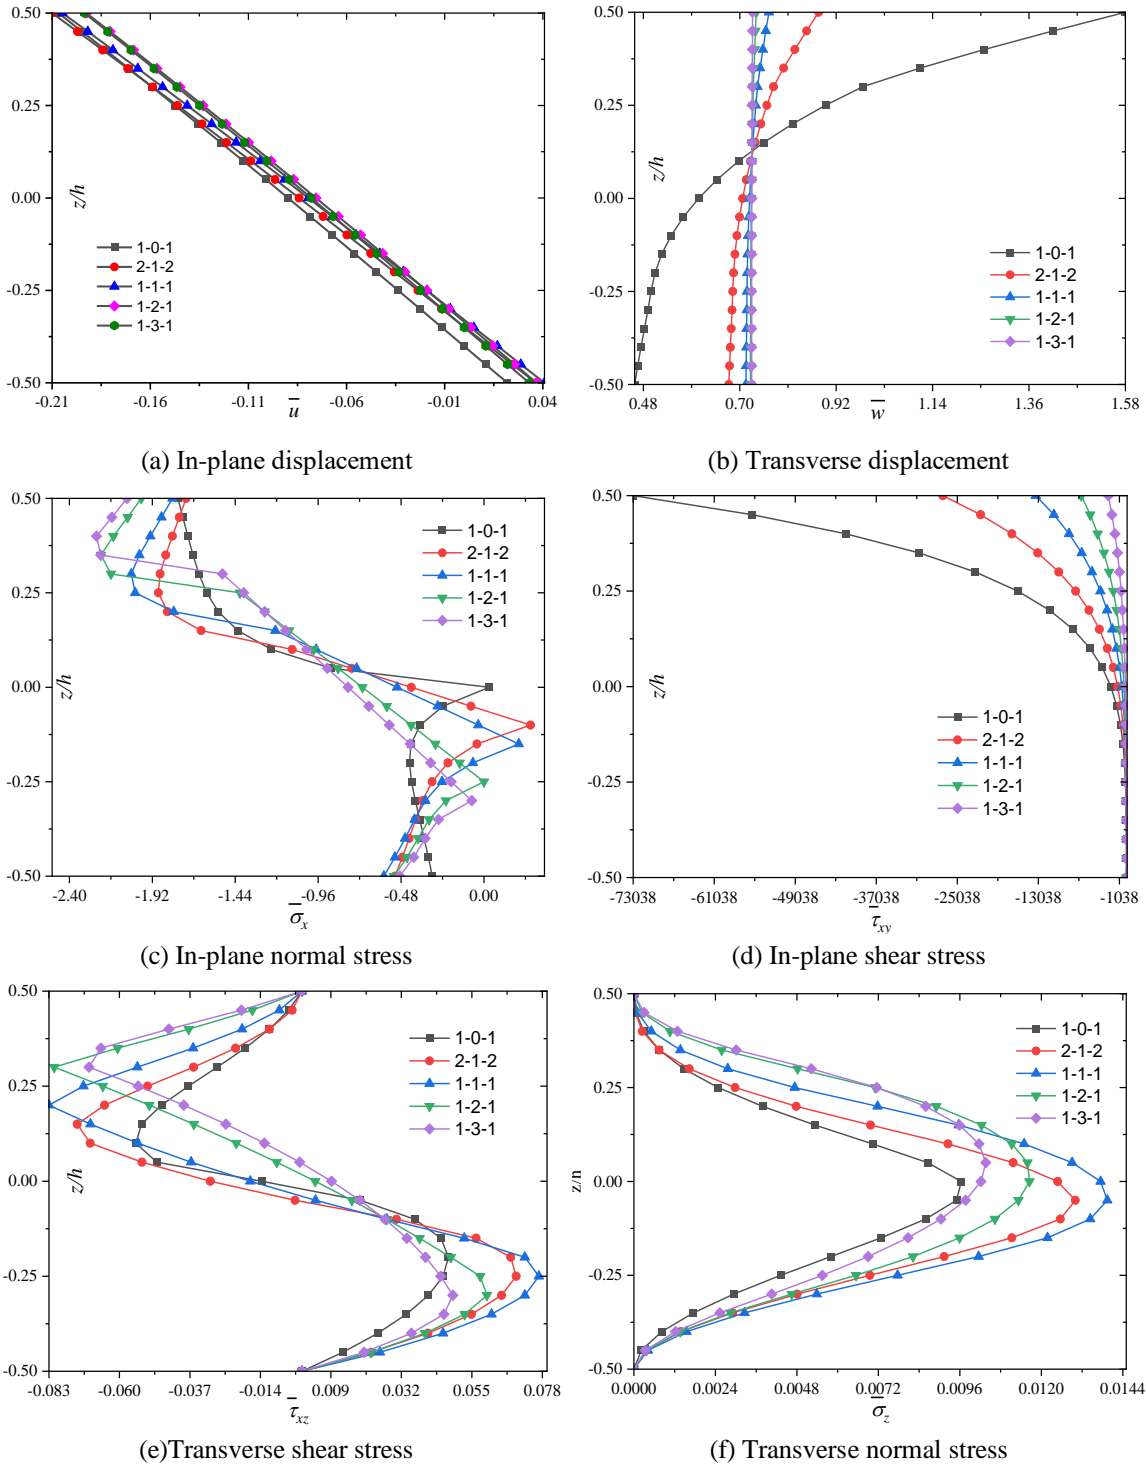 0.50
0.25
0.00
-0.25
-0.50
z/h
1-0-1
2-1-2
1-1-1
1-2-1
1-3-1
-0.21 -0.16 -0.11 -0.06 -0.01 0.04
u
(a) In-plane displacement
0.50
0.25
0.00
-0.25
-0.50
z/h
1-0-1
2-1-2
1-1-1
1-2-1
1-3-1
0.48 0.70 0.92 1.14 1.36 1.58
w
(b) Transverse displacement
0.50
0.25
0.00
-0.25
-0.50
z/h
1-0-1
2-1-2
1-1-1
1-2-1
1-3-1
-2.40 -1.92 -1.44 -0.96 -0.48 0.00
σx
(c) In-plane normal stress
0.50
0.25
0.00
-0.25
-0.50
z/h
1-0-1
2-1-2
1-1-1
1-2-1
1-3-1
-73038 -61038 -49038 -37038 -25038 -13038 -1038
τxy
(d) In-plane shear stress
0.50
0.25
0.00
-0.25
-0.50
z/h
1-0-1
2-1-2
1-1-1
1-2-1
1-3-1
-0.083 -0.060 -0.037 -0.014 0.009 0.032 0.055 0.078
τxz
(e)Transverse shear stress
0.50
0.25
0.00
-0.25
-0.50
z/h
1-0-1
2-1-2
1-1-1
1-2-1
1-3-1
0.0000 0.0024 0.0048 0.0072 0.0096 0.0120 0.0144
σz
(f) Transverse normal stress